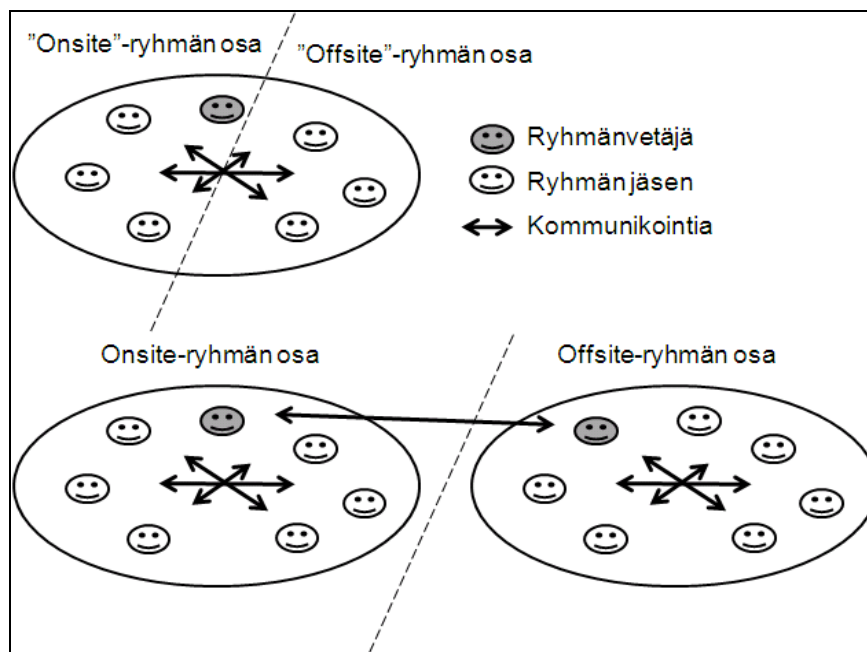 ”Onsite”-ryhmän osa
”Offsite”-ryhmän osa
Ryhmänvetäjä
Ryhmän jäsen
Kommunikointia
Onsite-ryhmän osa
Offsite-ryhmän osa